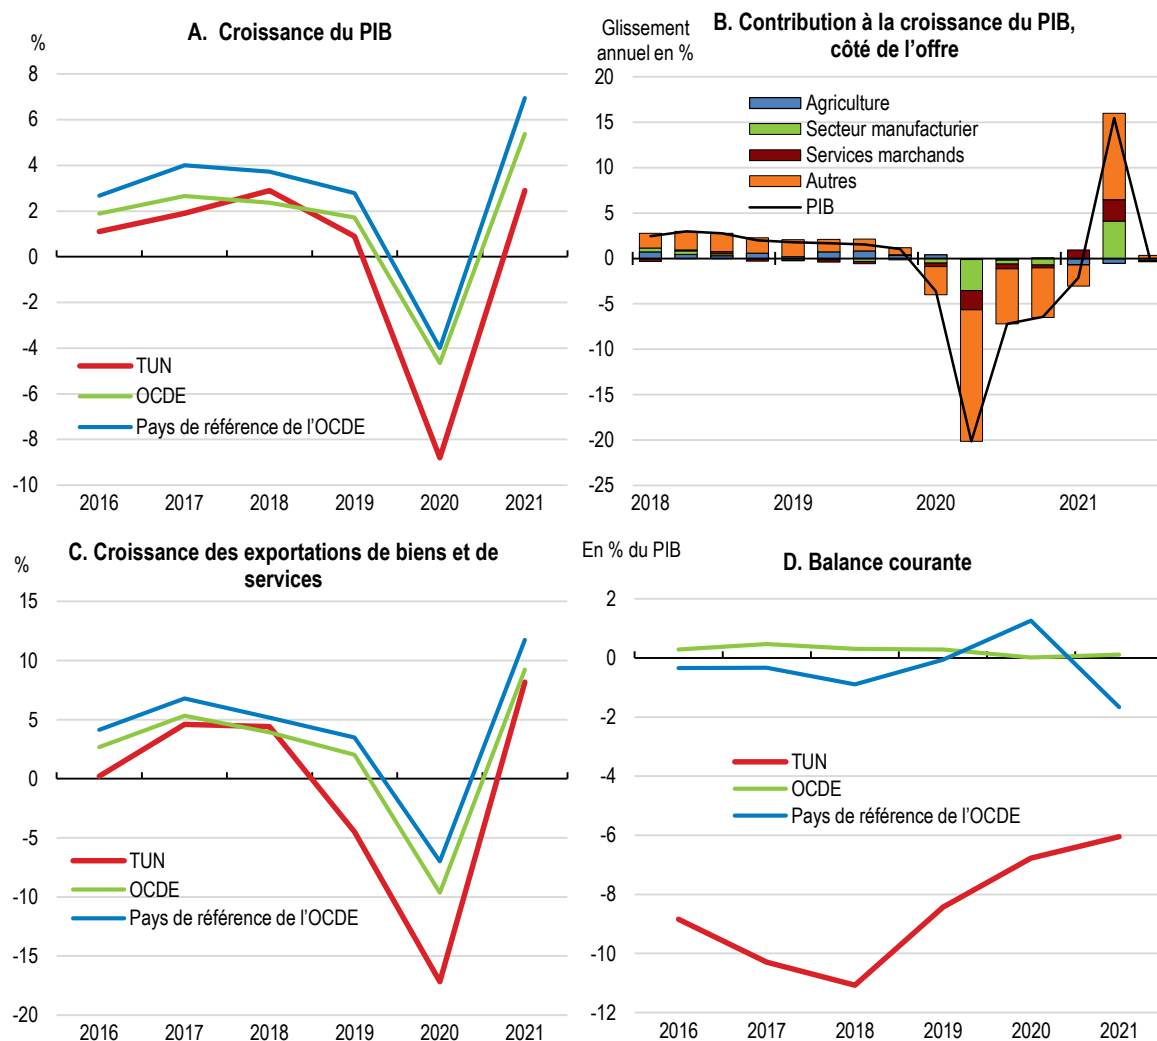 A. Croissance du PIB
%
8
6
4
2
0
-2
-4
-6
-8
-10
TUN
OCDE
Pays de référence de l’OCDE
2016 2017 2018 2019 2020 2021
B. Contribution à la croissance du PIB,
côté de l’offre
Glissement
annuel en %
20
15
10
5
0
-5
-10
-15
-20
-25
Agriculture
Secteur manufacturier
Services marchands
Autres
PIB
2018 2019 2020 2021
C. Croissance des exportations de biens et de
services
%
15
10
5
0
-5
-10
-15
-20
TUN
OCDE
Pays de référence de l’OCDE
2016 2017 2018 2019 2020 2021
En % du PIB
D. Balance courante
2
0
-2
-4
-6
-8
-10
-12
TUN
OCDE
Pays de référence de l’OCDE
2016 2017 2018 2019 2020 2021